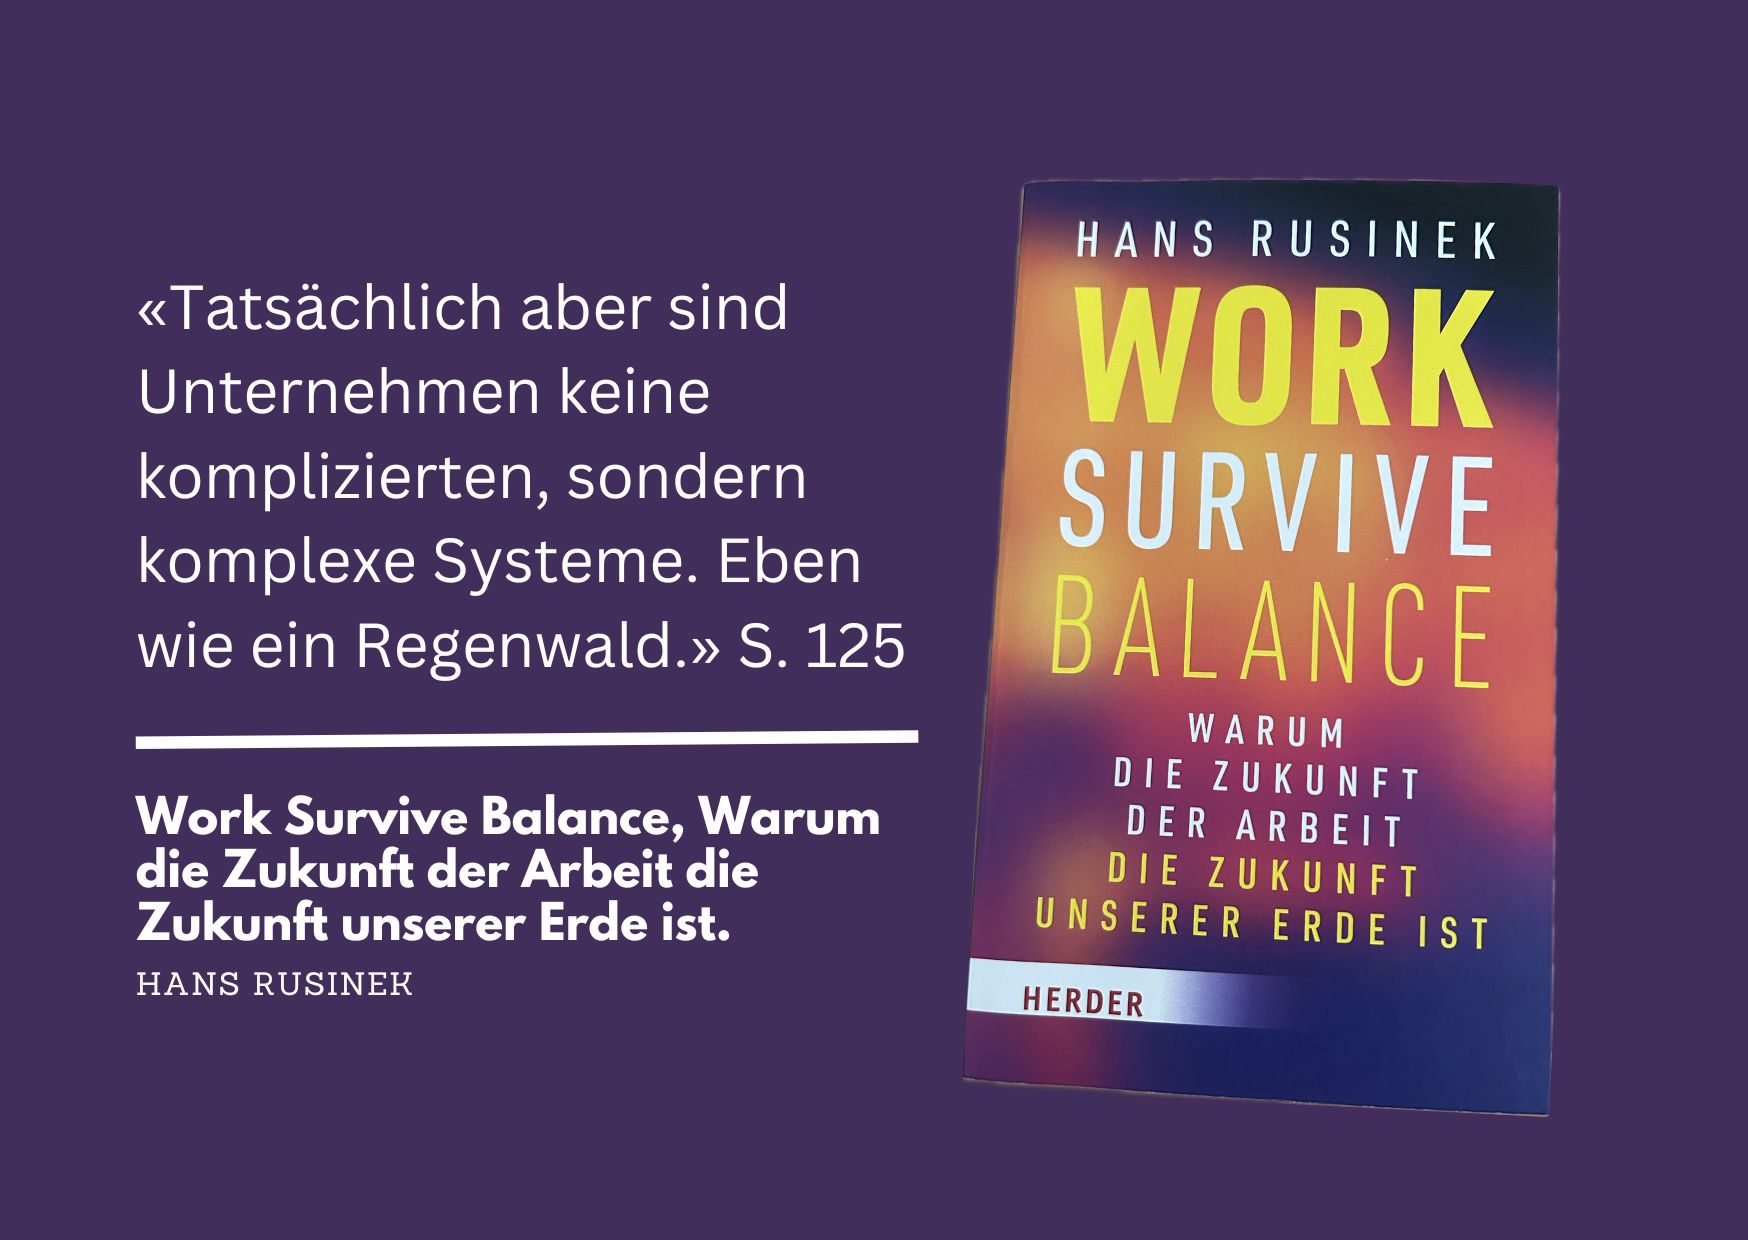 «Tatsächlich aber sind
Unternehmen keine
komplizierten, sondern
komplexe Systeme. Eben
wie ein Regenwald.» S. 125
Work Survive Balance, Warum
die Zukunft der Arbeit die
Zukunft unserer Erde ist.
HANS RUSINEK
HANS RUSINEK
WORK
SURVIVE
BALANCE
WARUM
DIE ZUKUNFT
DER ARBEIT
DIE ZUKUNFT
UNSERER ERDE IST
HERDER